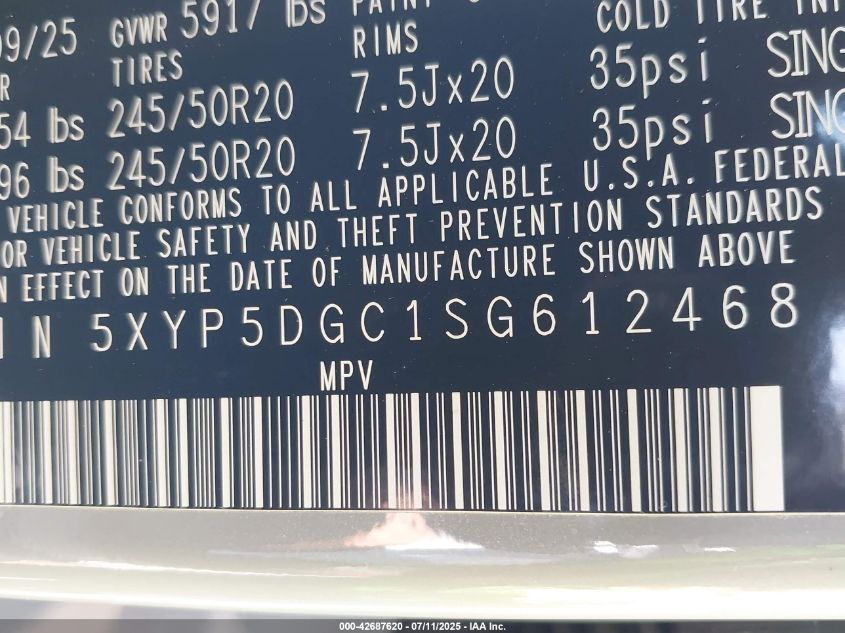 09/25 GVWR 5917 lbs PAINT
TIRES RIMS COLD TIRE INF
54 lbs 245/50R20 7.5Jx20 35psi SING
96 lbs 245/50R20 7.5Jx20 35psi SING
VEHICLE CONFORMS TO ALL APPLICABLE U.S.A. FEDERAL
OR VEHICLE SAFETY AND THEFT PREVENTION STANDARDS
N EFFECT ON THE DATE OF MANUFACTURE SHOWN ABOVE
IN 5XYP5DGC1SG612468
MPV
000-42687620 - 07/11/2025 - IAA Inc.